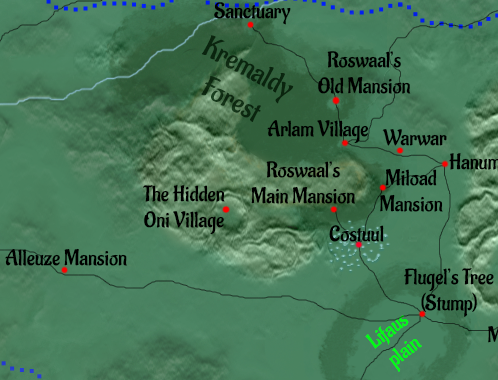 Sanctuary
Kremaldy
Forest
Roswaal's
Old Mansion
Arlam Village
Warwar
Hanum
Roswaal's
Main Mansion
Miload
Mansion
The Hidden
Oni Village
Costuul
Alleuze Mansion
Flugel's Tree
(Stump)
Lifaus
plain
M